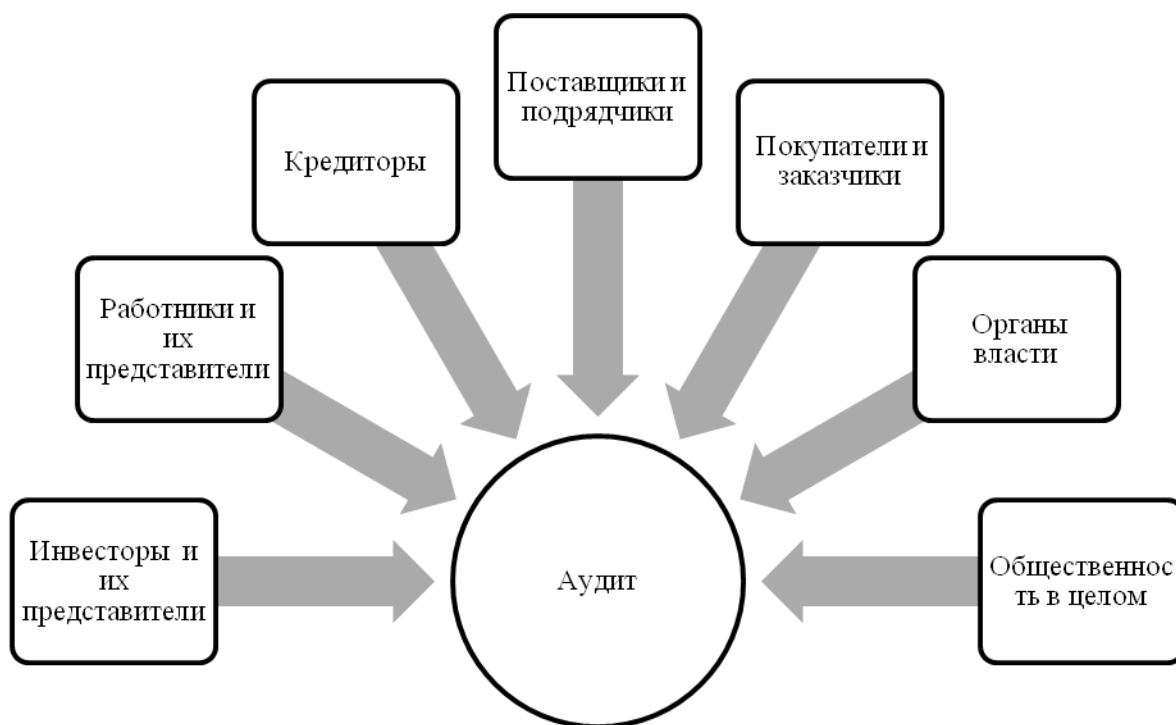 Поставщики и
подрядчики
Кредиторы
Покупатели и
заказчики
Работники и
их
представители
Органы
власти
Инвесторы и
их
представители
Аудит
Общественнос
ть в целом